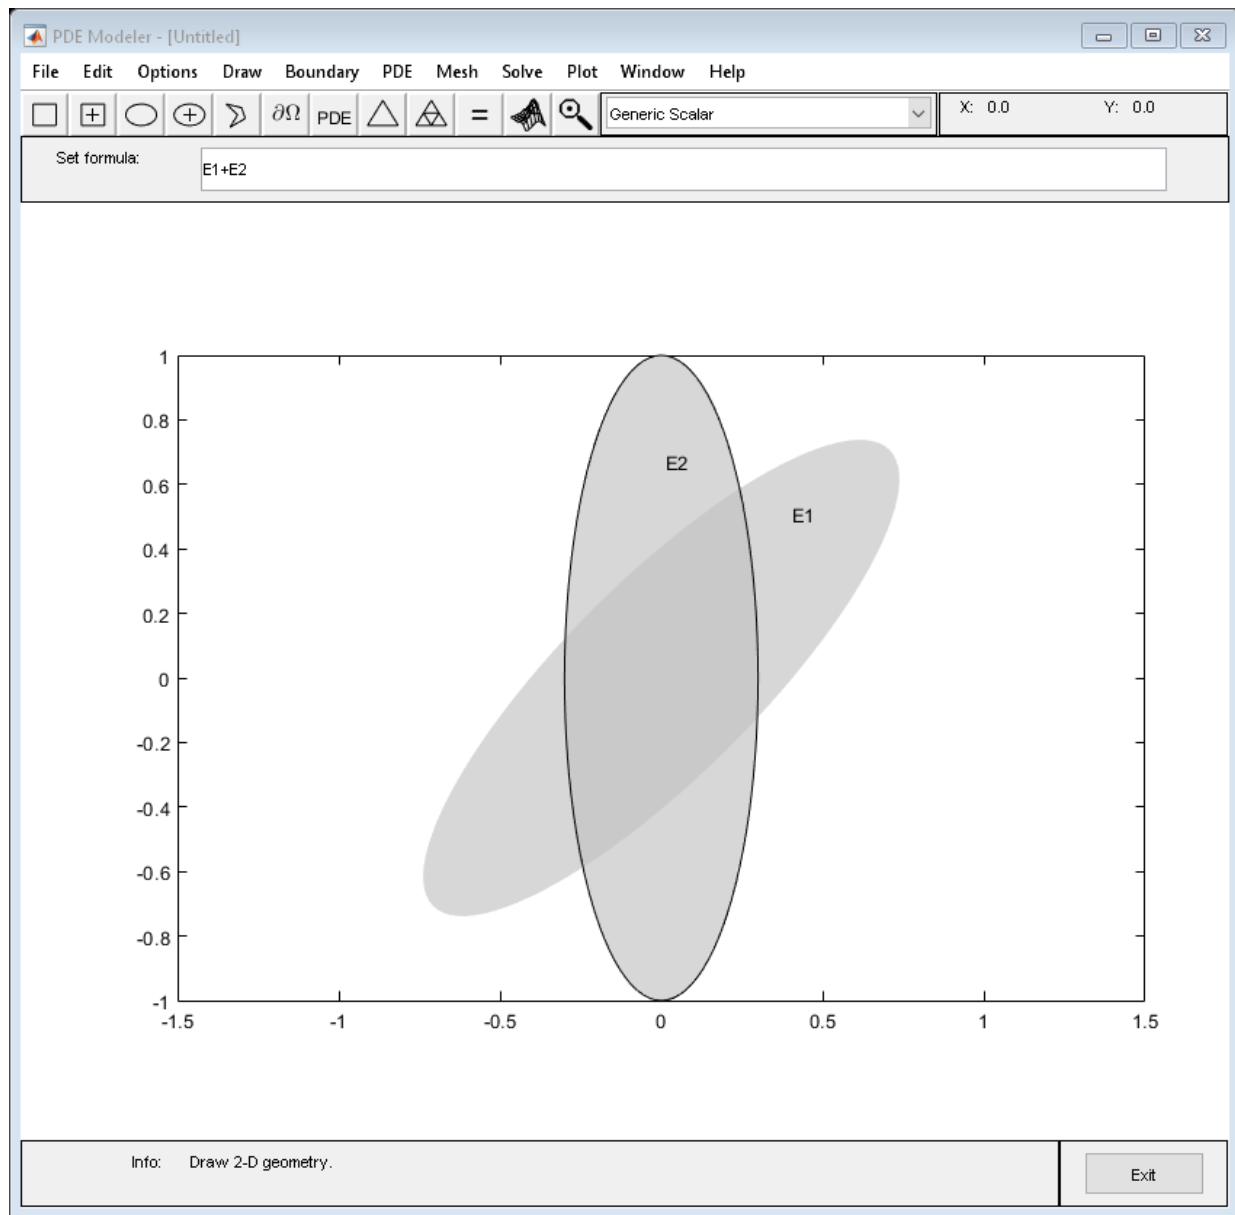 PDE Modeler - [Untitled]
File Edit Options Draw Boundary PDE Mesh Solve Plot Window Help
∂Ω PDE = Generic Scalar X: 0.0 Y: 0.0
Set formula: E1+E2
1
0.8
0.6
0.4
0.2
0
-0.2
-0.4
-0.6
-0.8
-1
E2
E1
-1.5 -1 -0.5 0 0.5 1 1.5
Info: Draw 2-D geometry. Exit